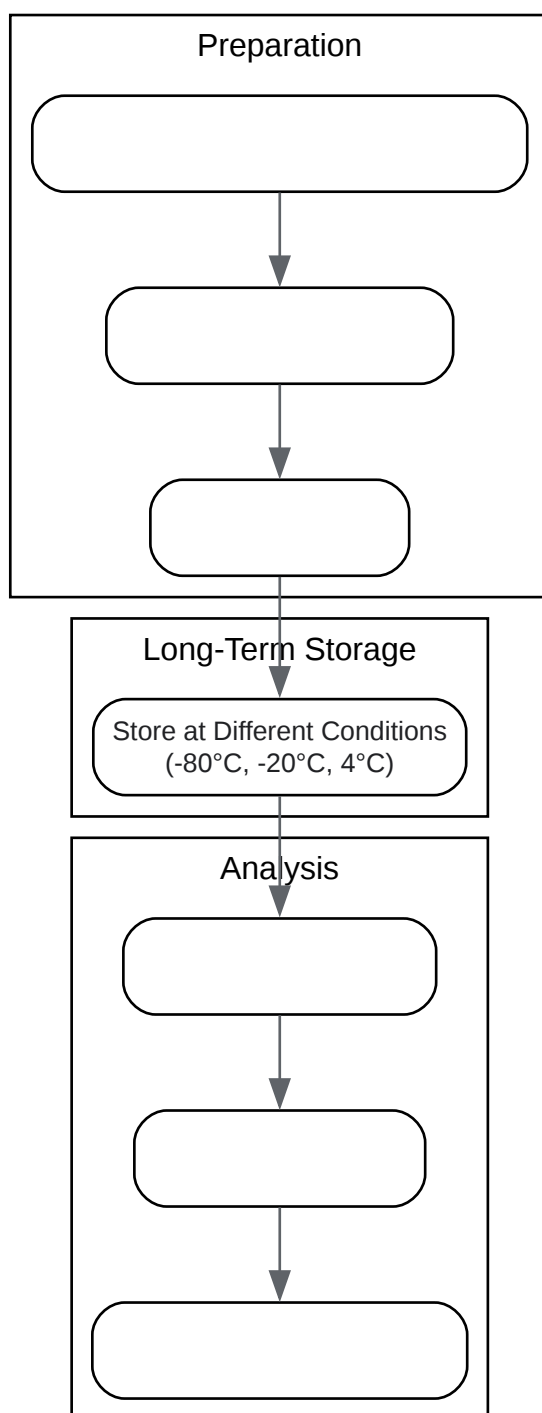 Preparation
Long-Term Storage
Store at Different Conditions
(-80°C, -20°C, 4°C)
Analysis